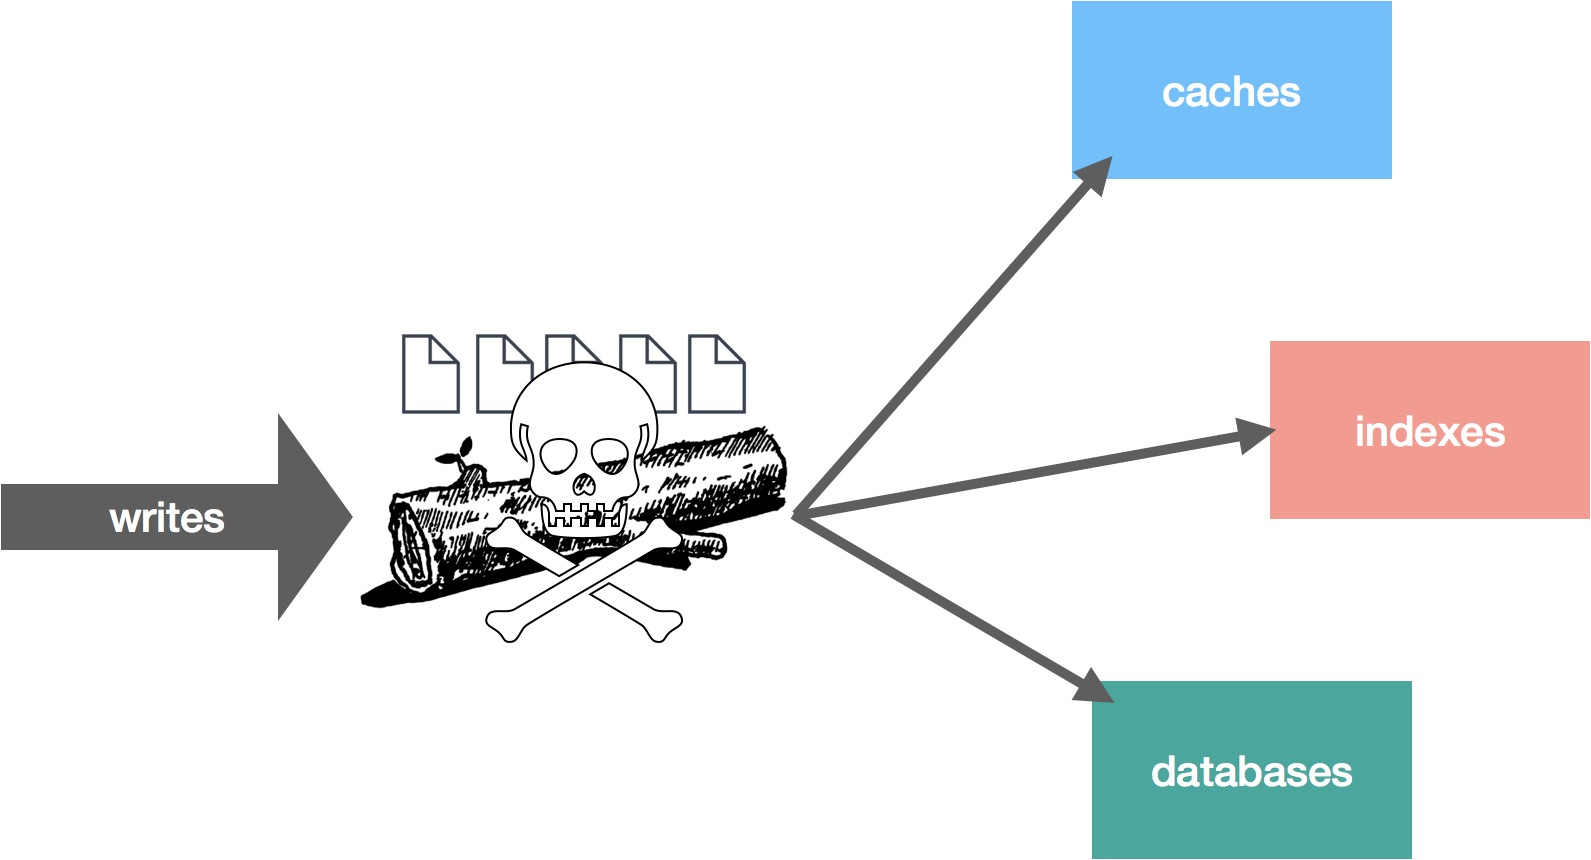 caches
indexes
writes
databases